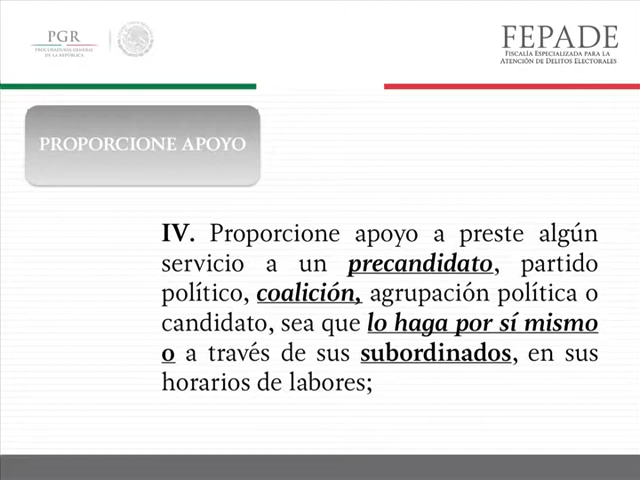 PGR
PROCURADURÍA GENERAL
DE LA REPÚBLICA
FEPADE
FISCALÍA ESPECIALIZADA PARA LA
ATENCIÓN DE DELITOS ELECTORALES
PROPORCIONE APOYO
IV. Proporcione apoyo a preste algún
servicio a un precandidato, partido
político, coalición, agrupación política o
candidato, sea que lo haga por sí mismo
o a través de sus subordinados, en sus
horarios de labores;